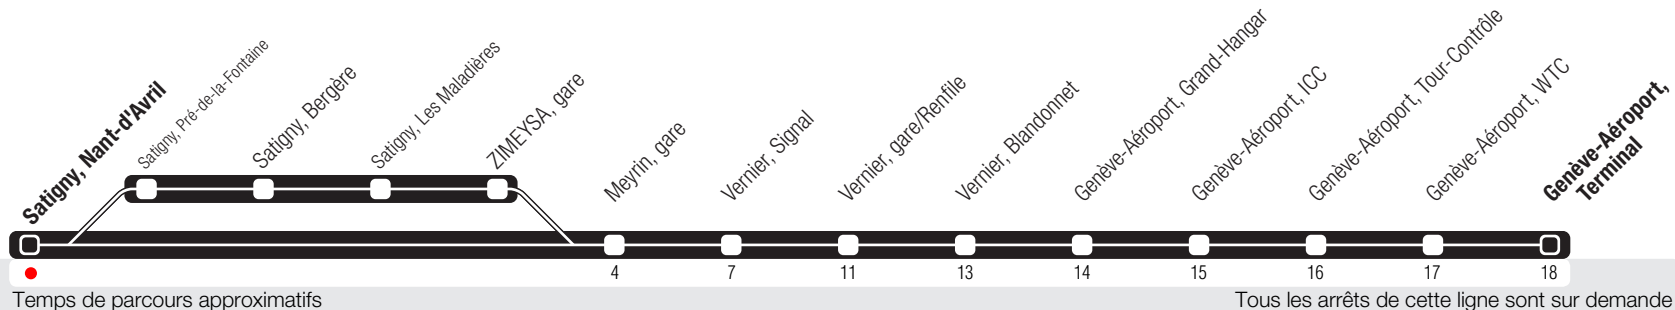 Satigny, Nant-d'Avril
Satigny, Pré-de-la-Fontaine
Satigny, Bergère
Satigny, Les Maladières
ZIMEYSA, gare
Meyrin, gare
Vernier, Signal
Vernier, gare/Renfile
Vernier, Blandonnet
Genève-Aéroport, Grand-Hangar
Genève-Aéroport, ICC
Genève-Aéroport, Tour-Contrôle
Genève-Aéroport, WTC
Genève-Aéroport,
Terminal
4 7 11 13 14 15 16 17 18
Temps de parcours approximatifs
Tous les arrêts de cette ligne sont sur demande